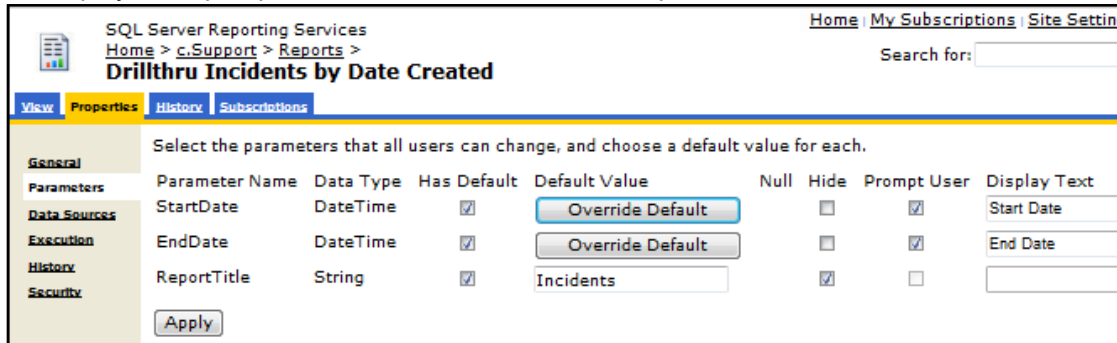 SQL Server Reporting Services
Home | My Subscriptions | Site Settin
Home > c.Support > Reports >
Search for:
Drillthru Incidents by Date Created
View Properties History Subscriptions
Select the parameters that all users can change, and choose a default value for each.
General
Parameters
Data Sources
Execution
History
Security
Parameter Name Data Type Has Default Default Value Null Hide Prompt User Display Text
StartDate DateTime Override Default Start Date
EndDate DateTime Override Default End Date
ReportTitle String Incidents
Apply